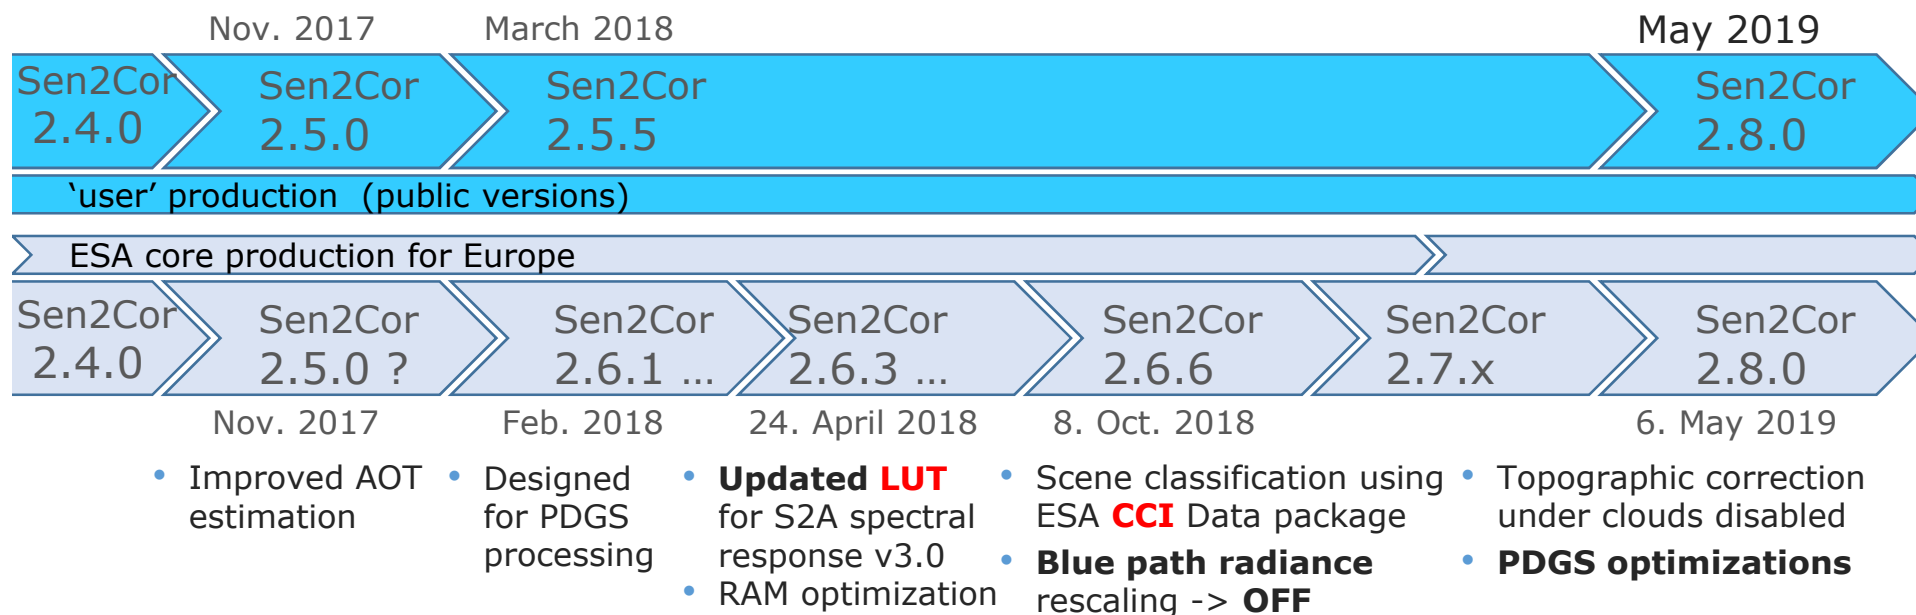 Nov. 2017
March 2018
May 2019
Sen2Cor
2.4.0
Sen2Cor
2.5.0
Sen2Cor
2.5.5
Sen2Cor
2.8.0
‘user’ production (public versions)
ESA core production for Europe
Sen2Cor
2.4.0
Sen2Cor
2.5.0 ?
Sen2Cor
2.6.1 ...
Sen2Cor
2.6.3 ...
Sen2Cor
2.6.6
Sen2Cor
2.7.x
Sen2Cor
2.8.0
Nov. 2017
Feb. 2018
24. April 2018
8. Oct. 2018
6. May 2019
• Improved AOT
estimation
• Designed
for PDGS
processing
• Updated LUT
for S2A spectral
response v3.0
• RAM optimization
• Scene classification using
ESA CCI Data package
• Blue path radiance
rescaling -> OFF
• Topographic correction
under clouds disabled
• PDGS optimizations